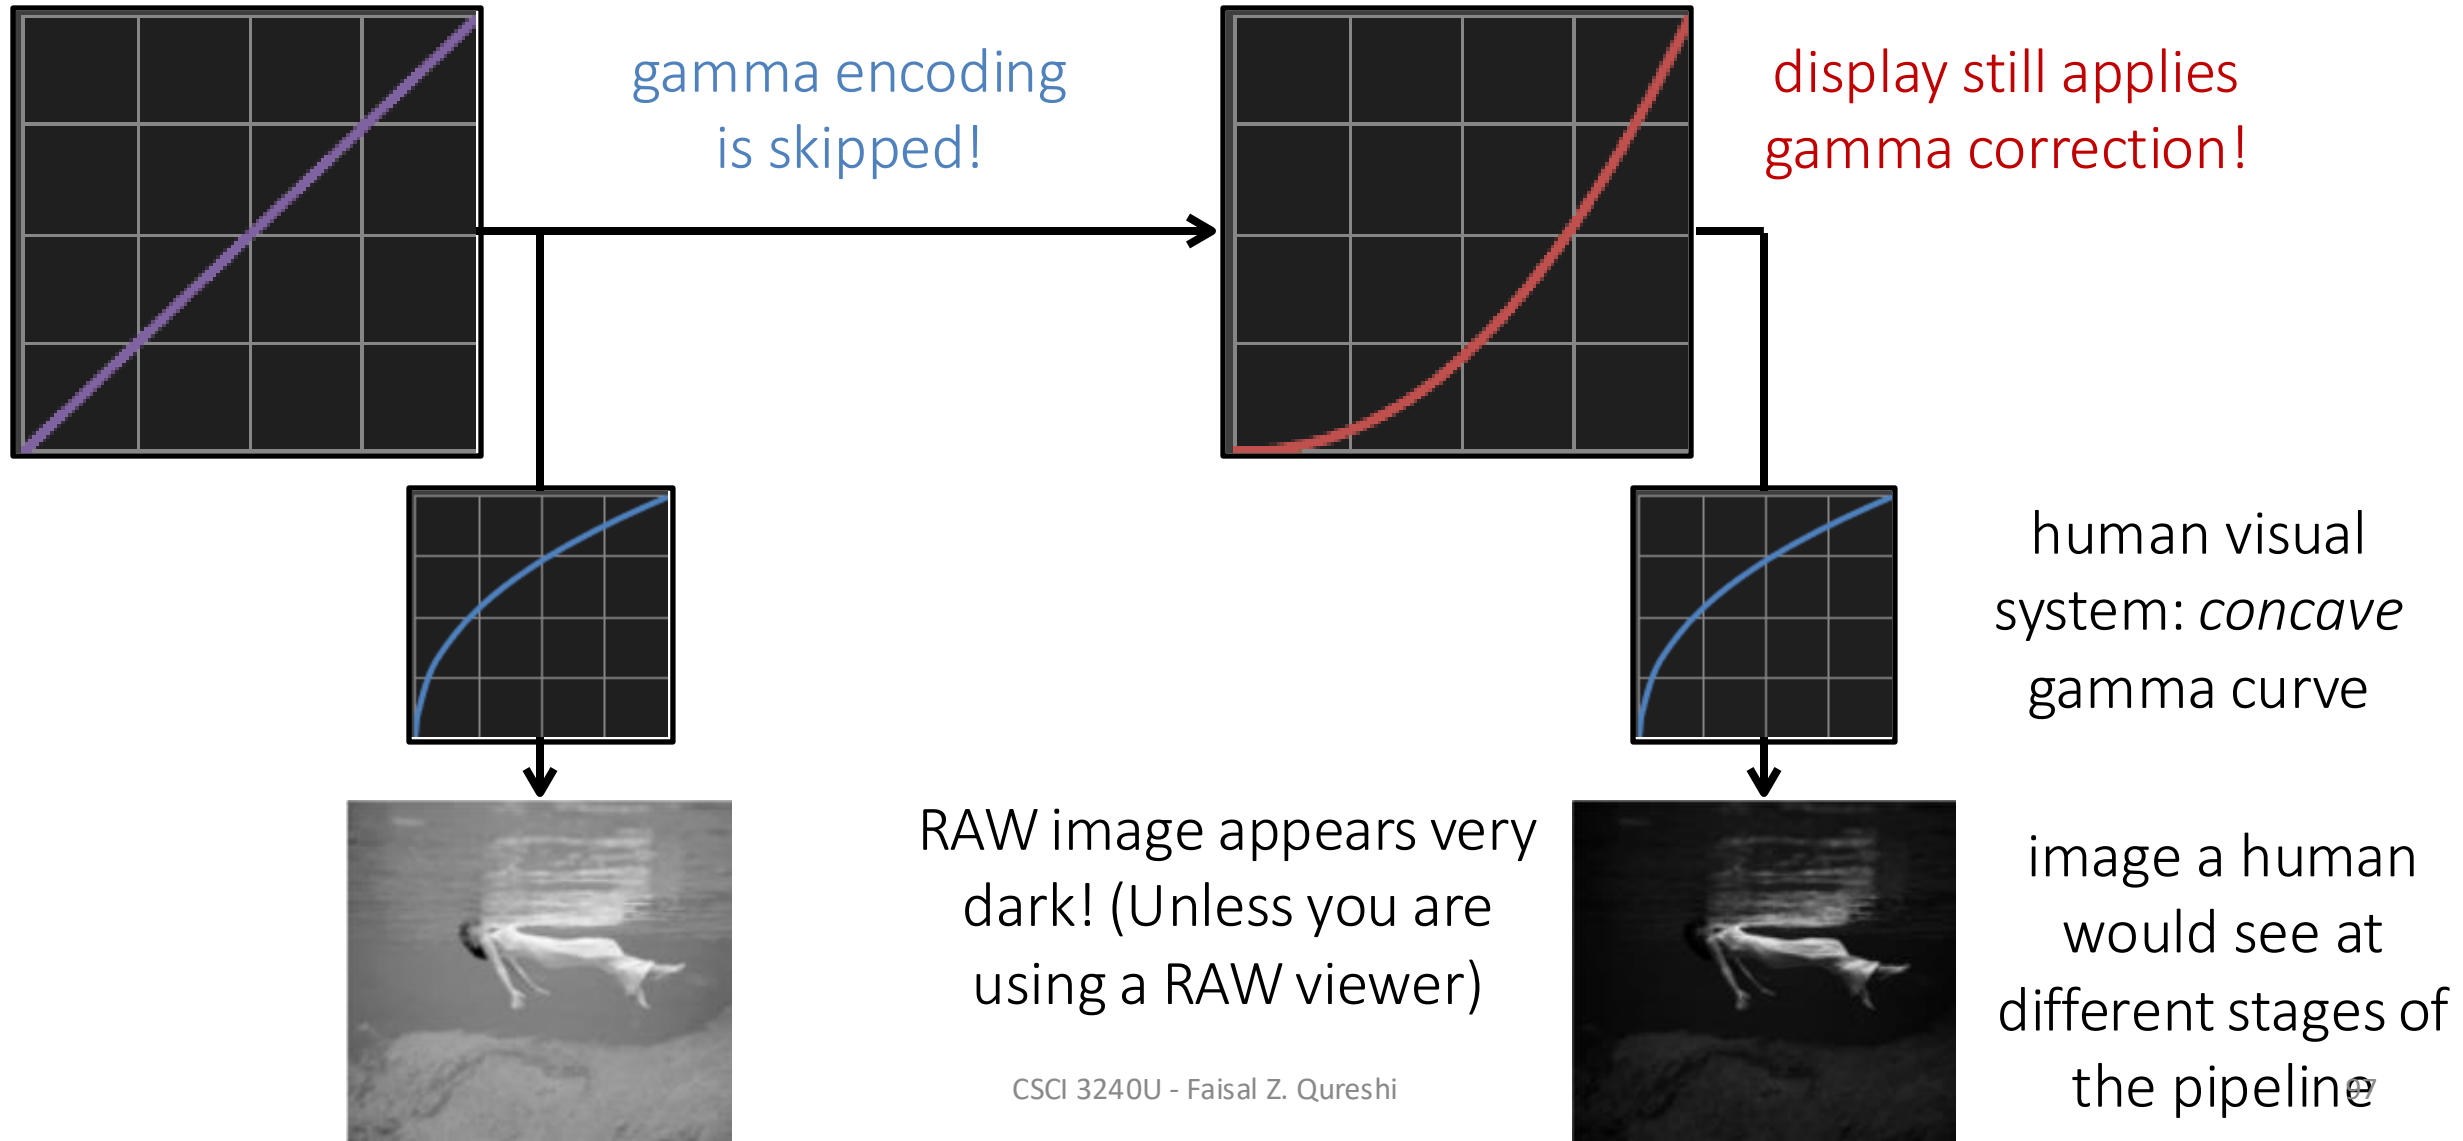 gamma encoding
is skipped!
display still applies
gamma correction!
human visual
system: concave
gamma curve
RAW image appears very
dark! (Unless you are
using a RAW viewer)
image a human
would see at
different stages of
the pipeline
CSCI 3240U - Faisal Z. Qureshi
97